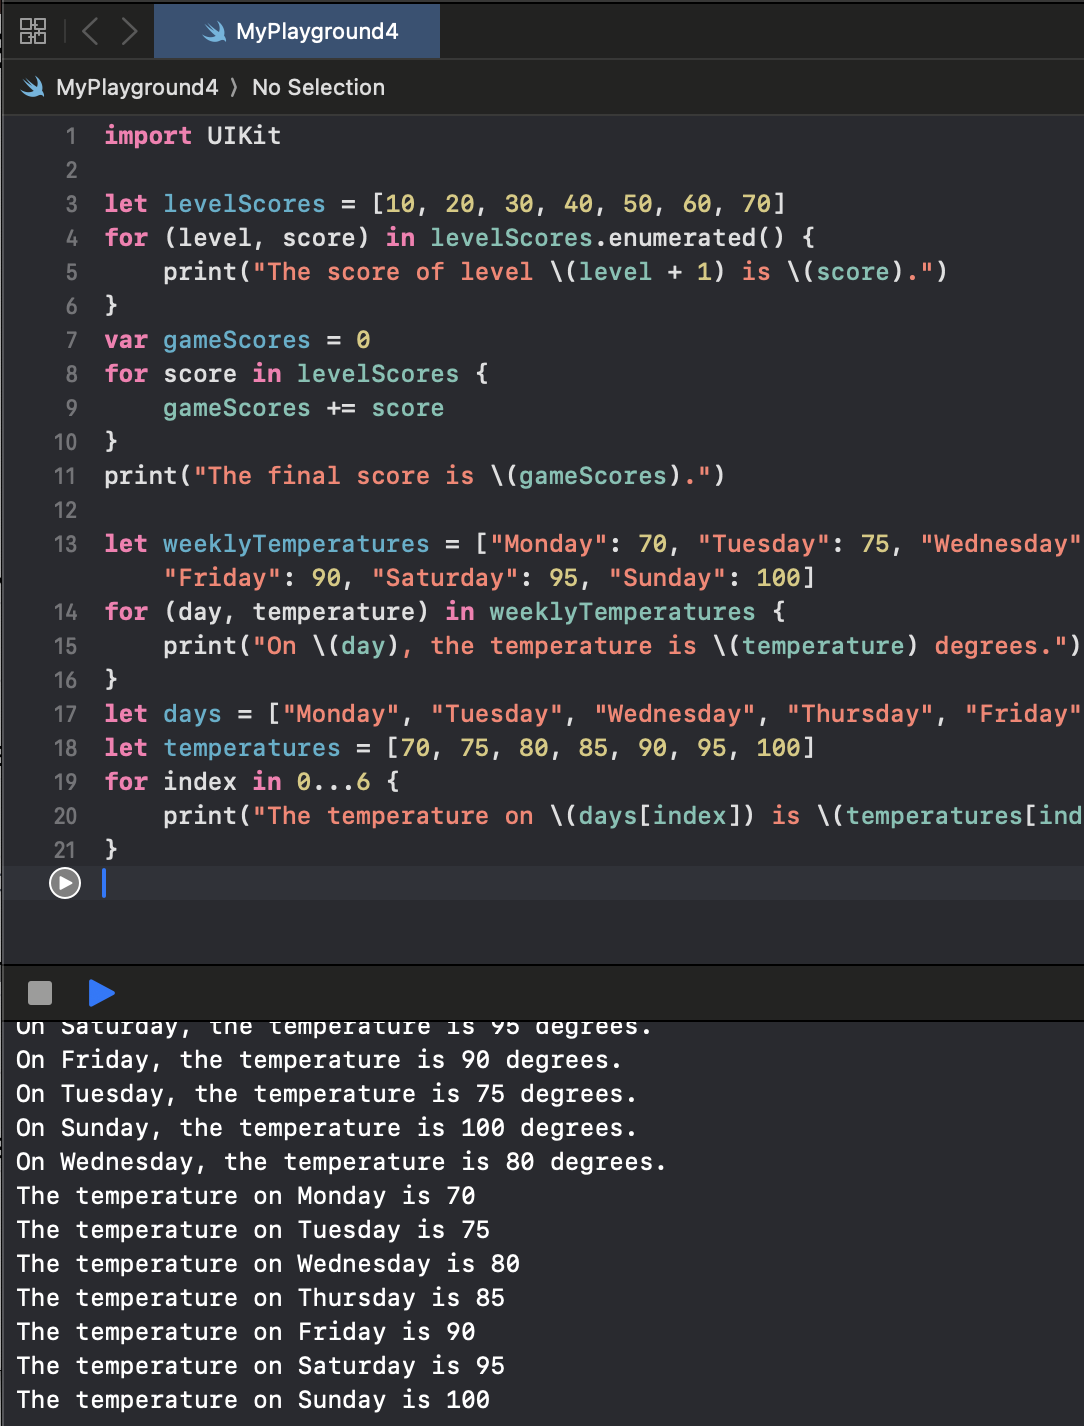 MyPlayground4
MyPlayground4 〉 No Selection
1 import UIKit
2
3 let levelScores = [10, 20, 30, 40, 50, 60, 70]
4 for (level, score) in levelScores.enumerated() {
5     print("The score of level \(level + 1) is \(score).")
6 }
7 var gameScores = 0
8 for score in levelScores {
9     gameScores += score
10 }
11 print("The final score is \(gameScores).")
12
13 let weeklyTemperatures = ["Monday": 70, "Tuesday": 75, "Wednesday"
"Friday": 90, "Saturday": 95, "Sunday": 100]
14 for (day, temperature) in weeklyTemperatures {
15     print("On \(day), the temperature is \(temperature) degrees.")
16 }
17 let days = ["Monday", "Tuesday", "Wednesday", "Thursday", "Friday"
18 let temperatures = [70, 75, 80, 85, 90, 95, 100]
19 for index in 0...6 {
20     print("The temperature on \(days[index]) is \(temperatures[ind
21 }
On Saturday, the temperature is 95 degrees.
On Friday, the temperature is 90 degrees.
On Tuesday, the temperature is 75 degrees.
On Sunday, the temperature is 100 degrees.
On Wednesday, the temperature is 80 degrees.
The temperature on Monday is 70
The temperature on Tuesday is 75
The temperature on Wednesday is 80
The temperature on Thursday is 85
The temperature on Friday is 90
The temperature on Saturday is 95
The temperature on Sunday is 100